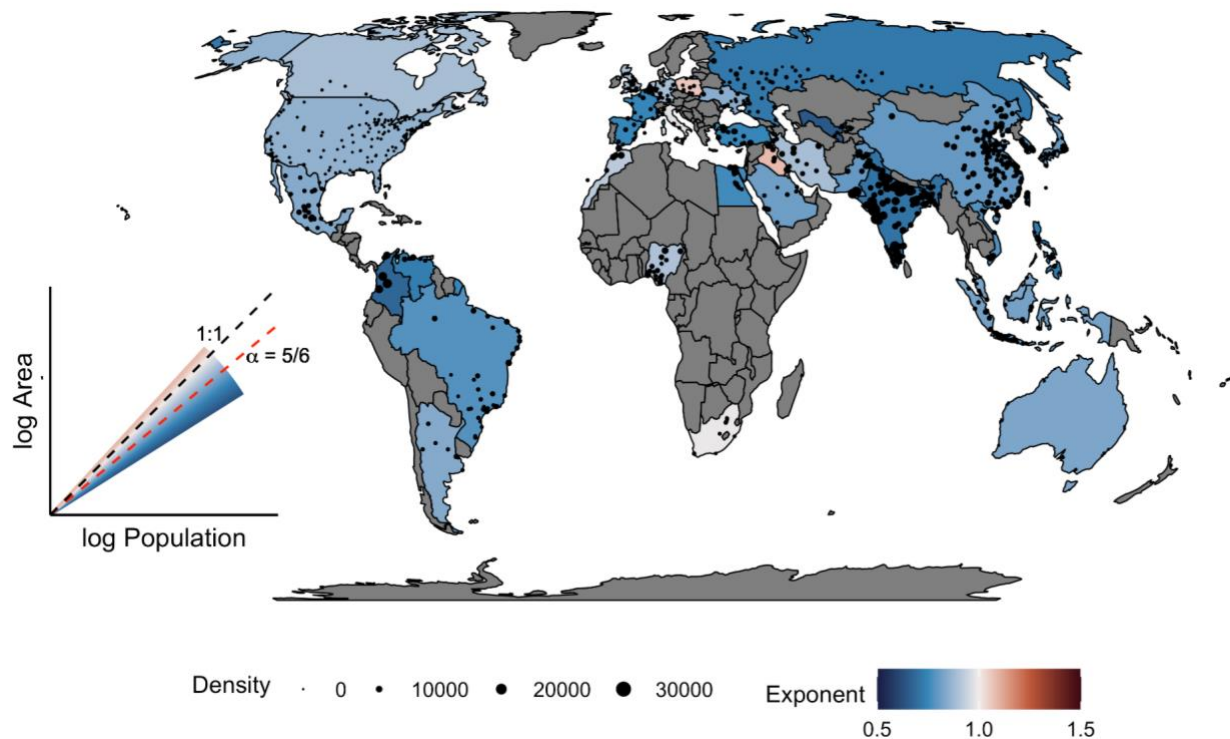 1:1
α = 5/6
log Area
log Population
Density 0 10000 20000 30000
Exponent
0.5 1.0 1.5